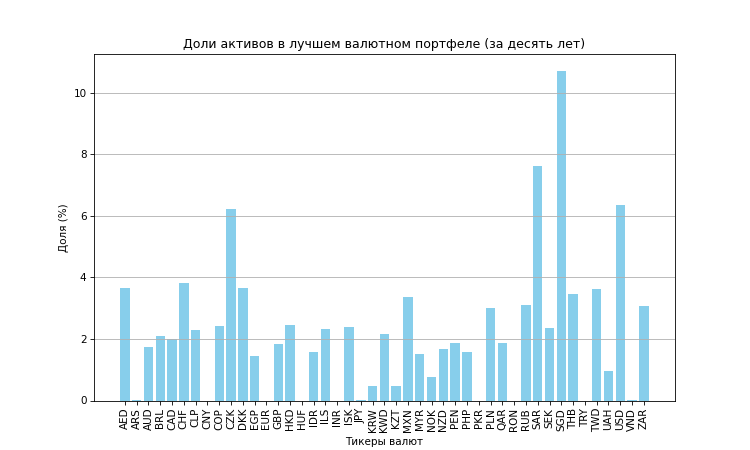 Доли активов в лучшем валютном портфеле (за десять лет)
Доля (%)
10
8
6
4
2
0
AED ARS AUD BRL CAD CHF CLP CNY COP CZK DKK EGP EUR GBP HKD HUF IDR ILS INR ISK JPY KRW KWD KZT MXN MYR NOK NZD PEN PHP PKR PLN QAR RON RUB SAR SEK SGD THB TRY TWD UAH USD VND ZAR
Тикеры валют